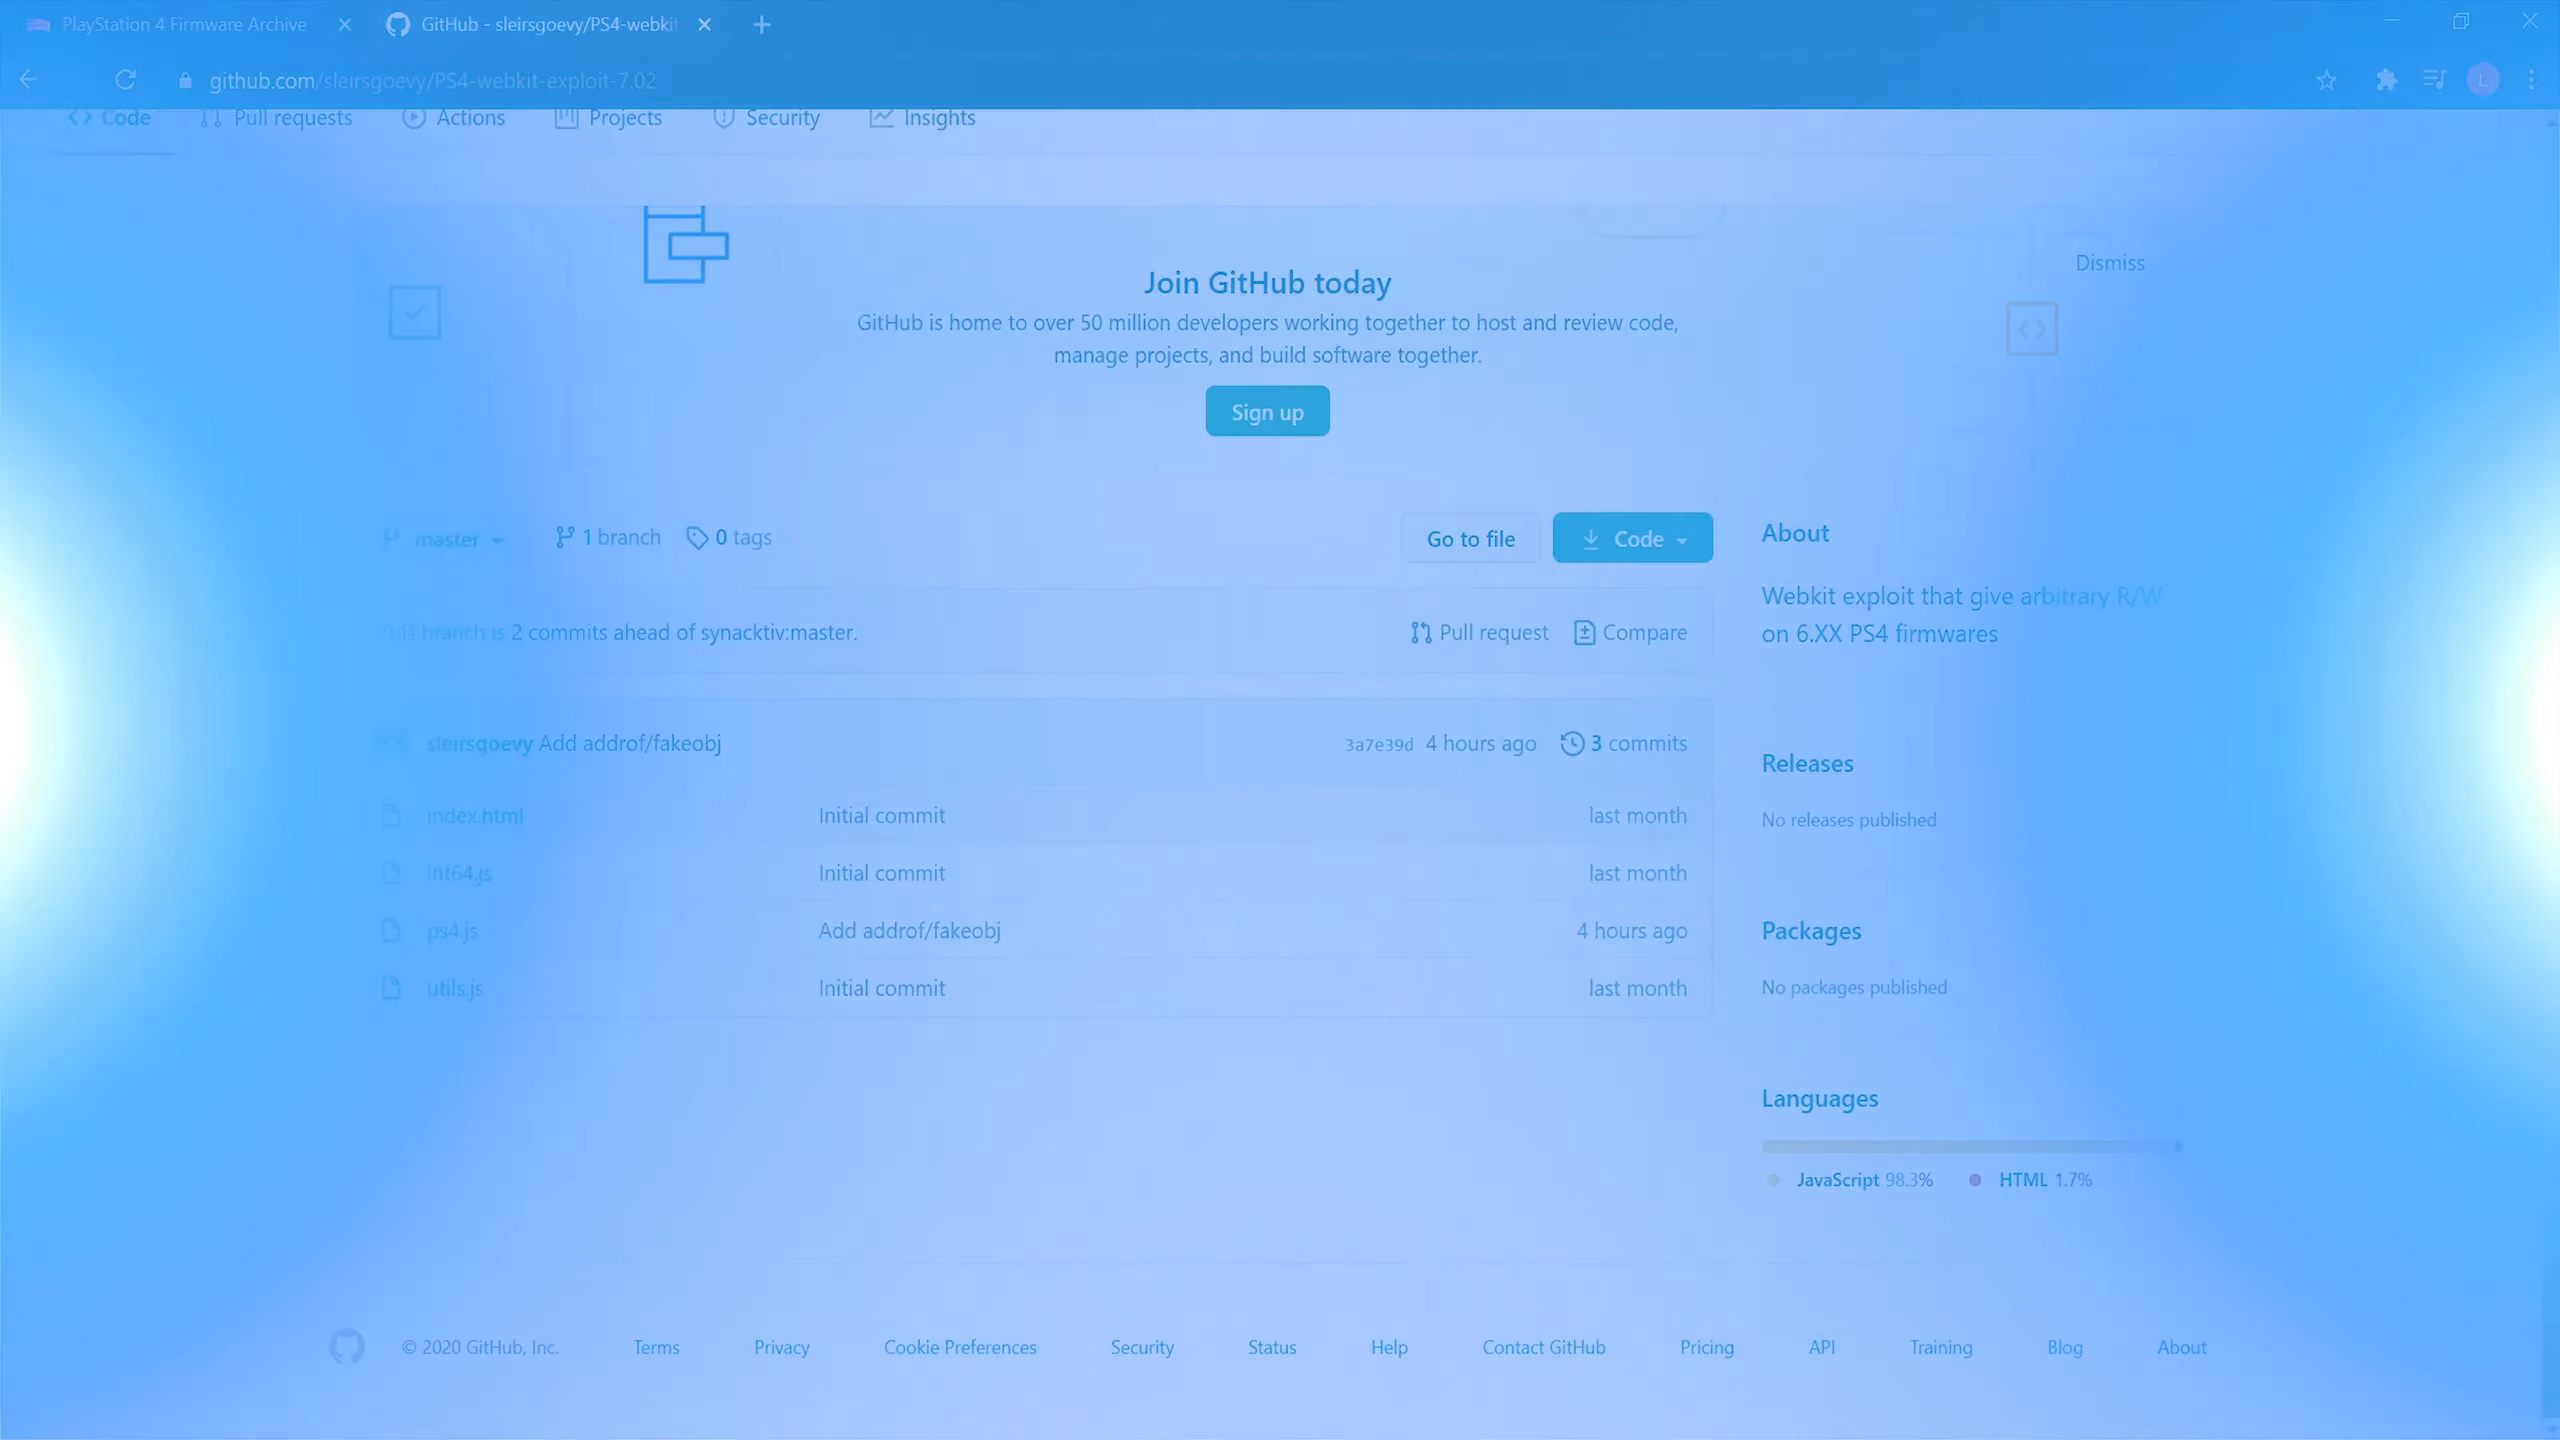 PlayStation 4 Firmware Archive
GitHub - sleirsgoevy/PS4-webkit
github.com/sleirsgoevy/PS4-webkit-exploit-7.02
L
Code
Pull requests
Actions
Projects
Security
Insights
Join GitHub today
Dismiss
GitHub is home to over 50 million developers working together to host and review code,
manage projects, and build software together.
Sign up
master
1 branch
0 tags
Go to file
Code
About
Webkit exploit that give arbitrary R/W
on 6.XX PS4 firmwares
This branch is 2 commits ahead of synacktiv:master.
Pull request
Compare
sleirsgoevy Add addrof/fakeobj
3a7e39d 4 hours ago
3 commits
index.html Initial commit last month
int64.js Initial commit last month
ps4.js Add addrof/fakeobj 4 hours ago
utils.js Initial commit last month
Releases
No releases published
Packages
No packages published
Languages
JavaScript 98.3% HTML 1.7%
© 2020 GitHub, Inc. Terms Privacy Cookie Preferences Security Status Help Contact GitHub Pricing API Training Blog About